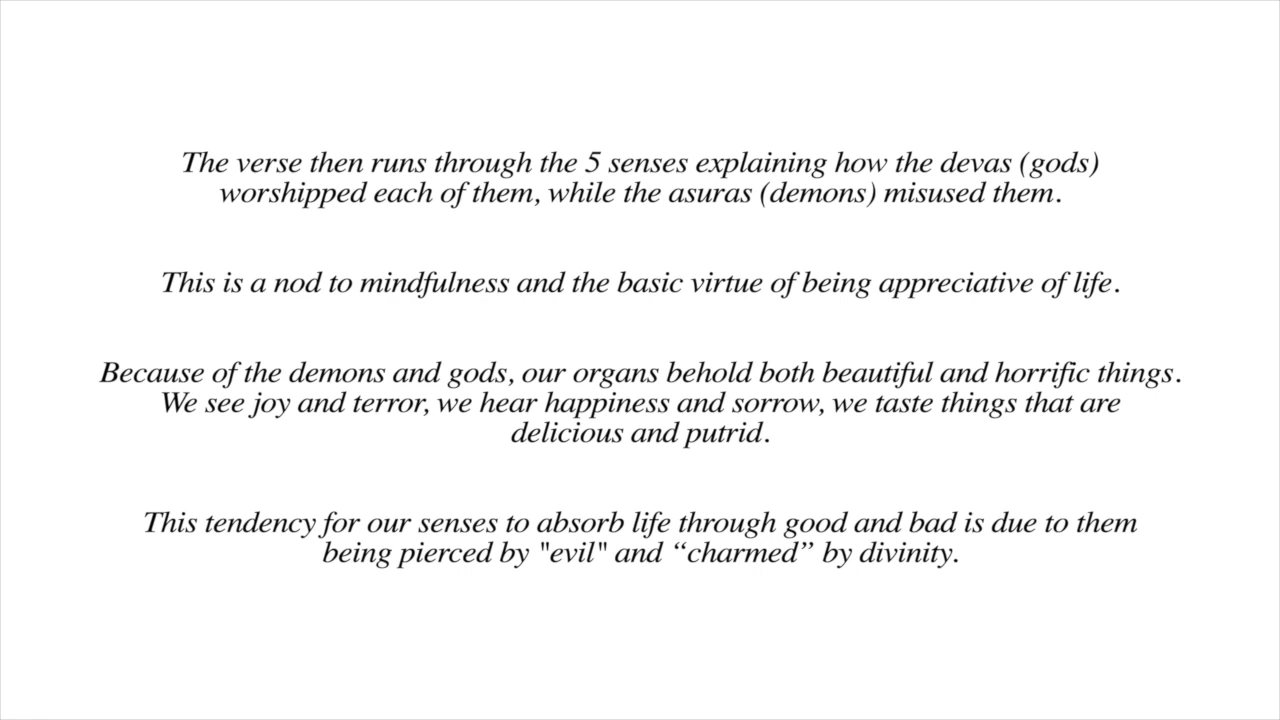 The verse then runs through the 5 senses explaining how the devas (gods)
worshipped each of them, while the asuras (demons) misused them.
This is a nod to mindfulness and the basic virtue of being appreciative of life.
Because of the demons and gods, our organs behold both beautiful and horrific things.
We see joy and terror, we hear happiness and sorrow, we taste things that are
delicious and putrid.
This tendency for our senses to absorb life through good and bad is due to them
being pierced by "evil" and “charmed” by divinity.